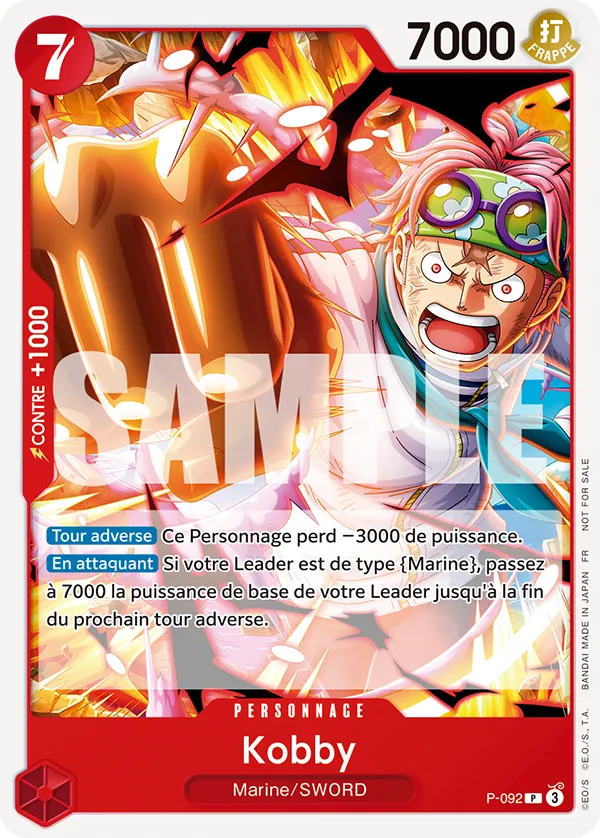 7
7000
打
FRAPPE
CONTRE +1000
SAMPLE
Tour adverse Ce Personnage perd −3000 de puissance.
En attaquant Si votre Leader est de type {Marine}, passez
à 7000 la puissance de base de votre Leader jusqu'à la fin
du prochain tour adverse.
PERSONNAGE
Kobby
Marine/SWORD
P-092 P 3
©EO/S ©E.O./S., T.A. BANDAI MADE IN JAPAN FR NOT FOR SALE